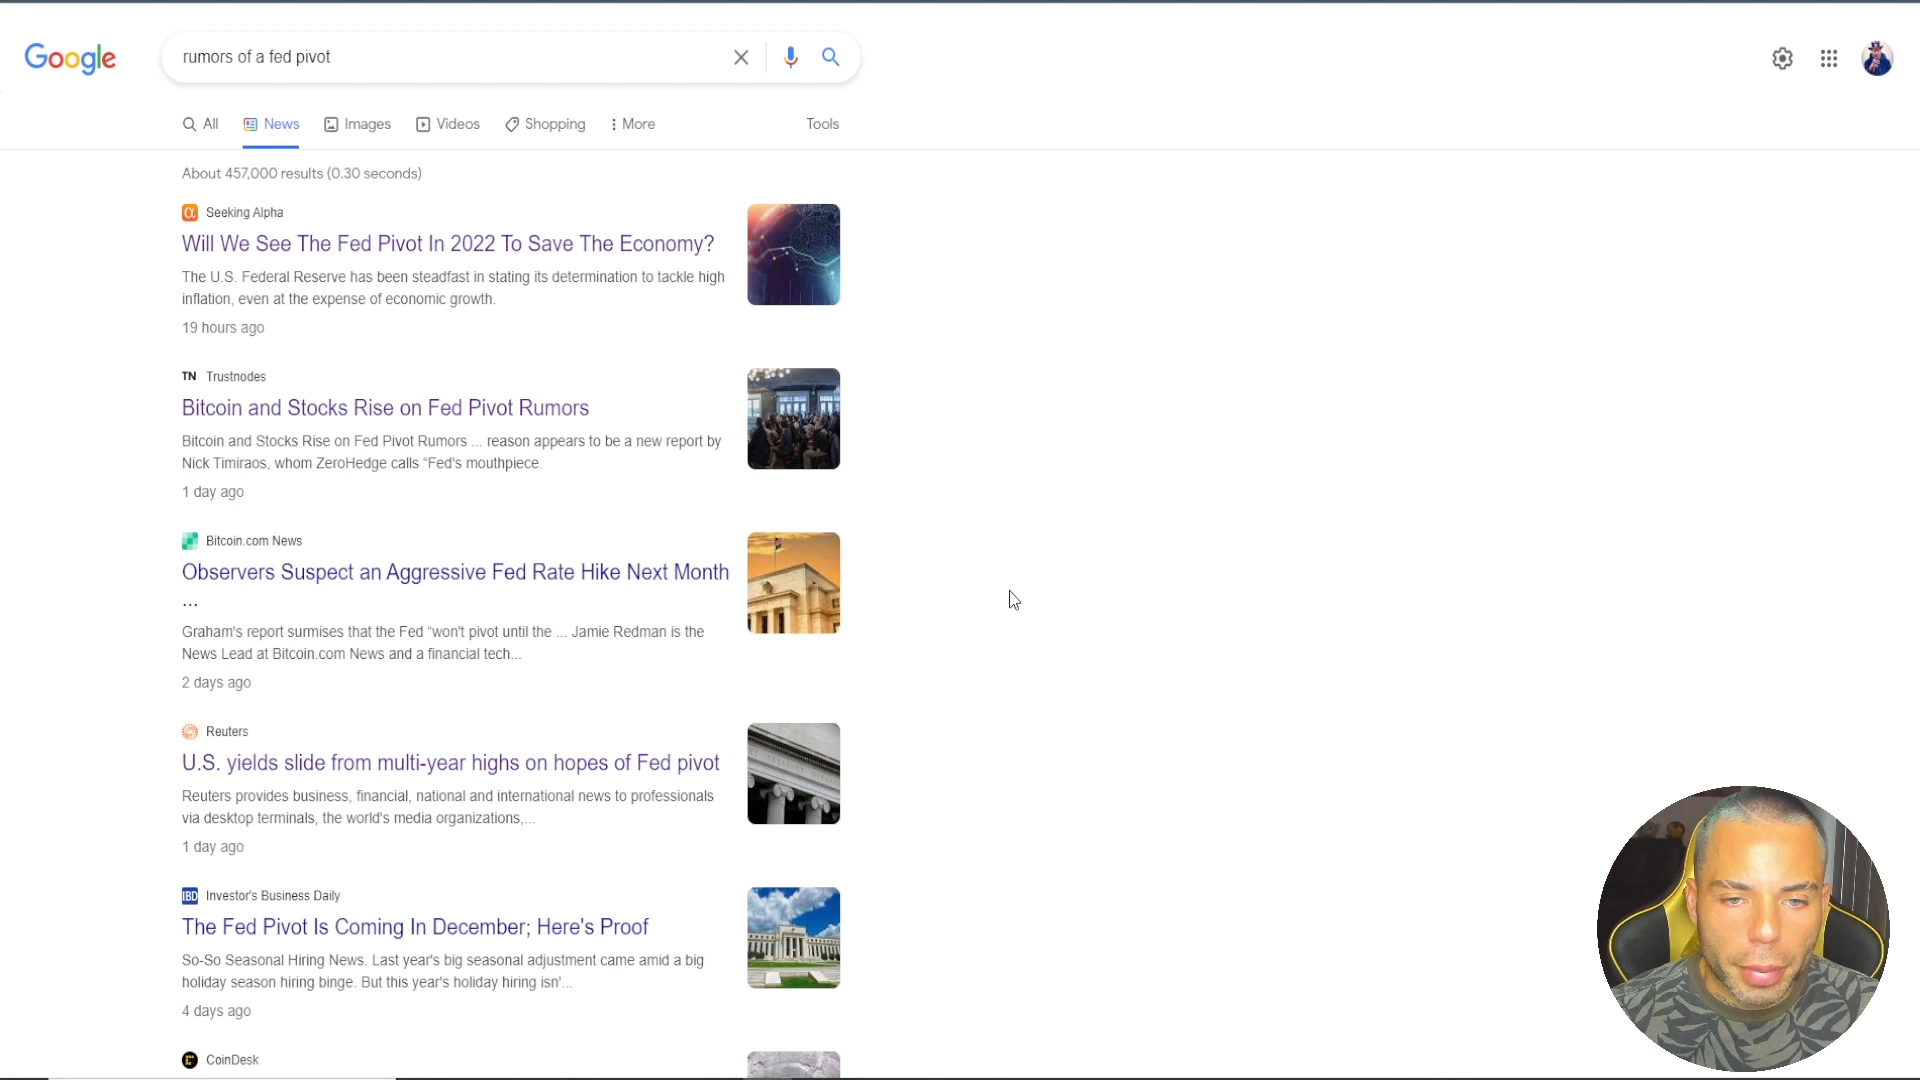 Google
rumors of a fed pivot
All
News
Images
Videos
Shopping
More
Tools
About 457,000 results (0.30 seconds)
Seeking Alpha
Will We See The Fed Pivot In 2022 To Save The Economy?
The U.S. Federal Reserve has been steadfast in stating its determination to tackle high
inflation, even at the expense of economic growth.
19 hours ago
TN Trustnodes
Bitcoin and Stocks Rise on Fed Pivot Rumors
Bitcoin and Stocks Rise on Fed Pivot Rumors ... reason appears to be a new report by
Nick Timiraos, whom ZeroHedge calls “Fed's mouthpiece.
1 day ago
Bitcoin.com News
Observers Suspect an Aggressive Fed Rate Hike Next Month
...
Graham's report surmises that the Fed “won't pivot until the ... Jamie Redman is the
News Lead at Bitcoin.com News and a financial tech...
2 days ago
Reuters
U.S. yields slide from multi-year highs on hopes of Fed pivot
Reuters provides business, financial, national and international news to professionals
via desktop terminals, the world's media organizations,...
1 day ago
IBD Investor's Business Daily
The Fed Pivot Is Coming In December; Here's Proof
So-So Seasonal Hiring News. Last year's big seasonal adjustment came amid a big
holiday season hiring binge. But this year's holiday hiring isn'...
4 days ago
CoinDesk